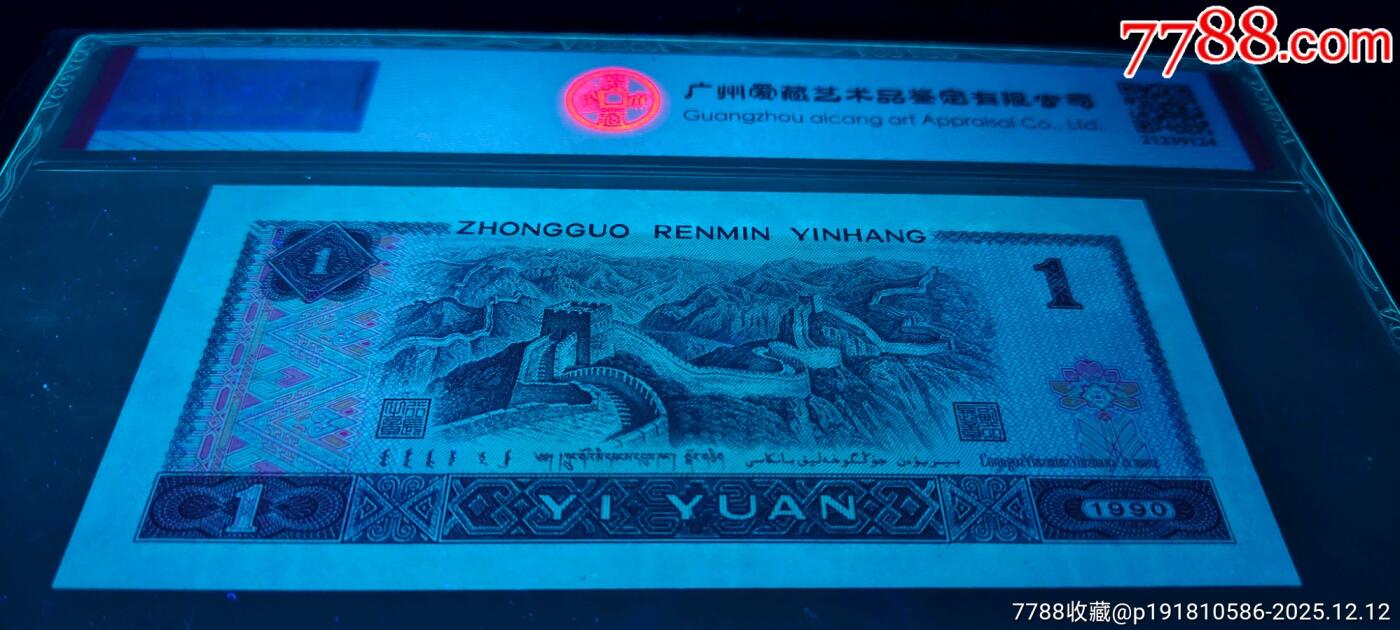 7788.com
广州爱藏艺术品鉴定有限公司
Guangzhou aicang art Appraisal Co., Ltd.
21239124
ZHONGGUO RENMIN YINHANG
1
1
YI YUAN
1
1990
7788收藏@p191810586-2025.12.12